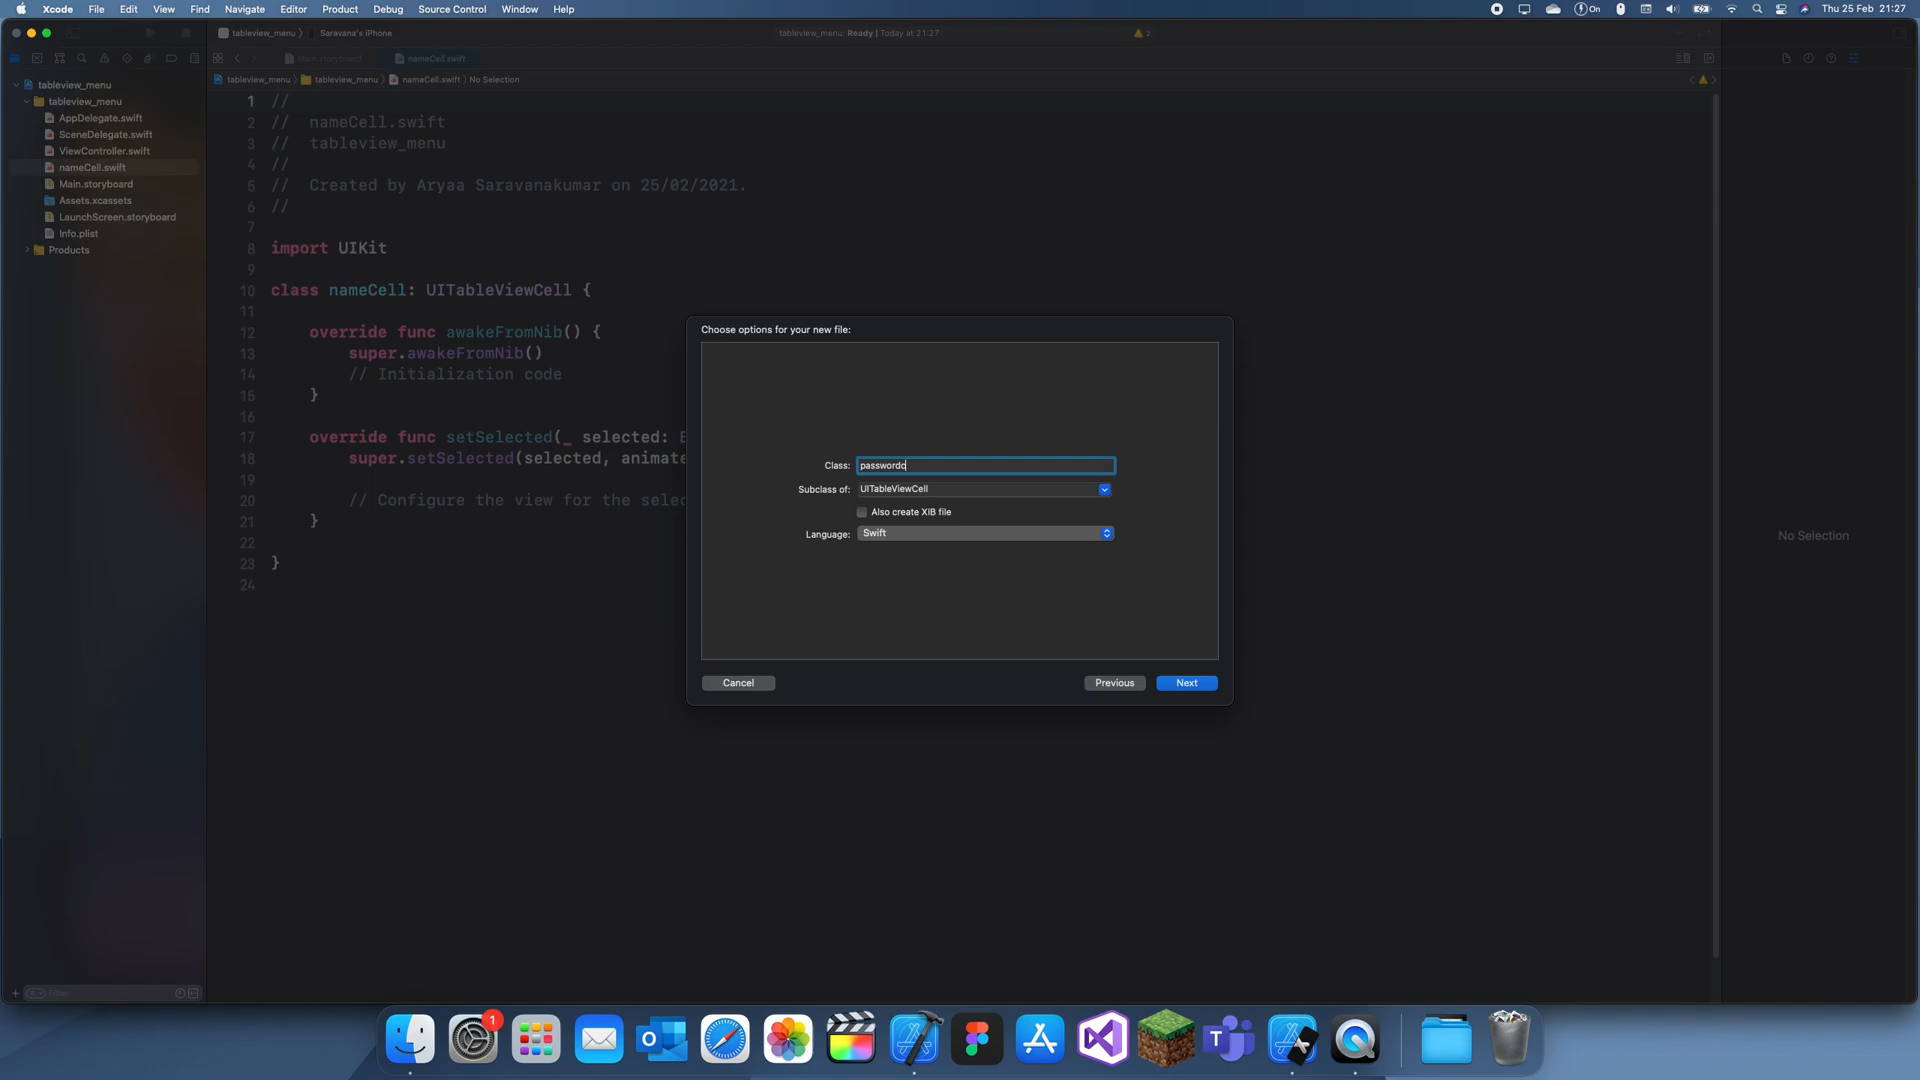 Xcode File Edit View Find Navigate Editor Product Debug Source Control Window Help
On
Thu 25 Feb 21:27
tableview_menu
Saravana's iPhone
tableview_menu: Ready | Today at 21:27
2
Main.storyboard
nameCell.swift
tableview_menu
tableview_menu
nameCell.swift
No Selection
tableview_menu
tableview_menu
AppDelegate.swift
SceneDelegate.swift
ViewController.swift
nameCell.swift
Main.storyboard
Assets.xcassets
LaunchScreen.storyboard
Info.plist
Products
1 //
2 // nameCell.swift
3 // tableview_menu
4 //
5 // Created by Aryaa Saravanakumar on 25/02/2021.
6 //
7
8 import UIKit
9
10 class nameCell: UITableViewCell {
11
12 override func awakeFromNib() {
13 super.awakeFromNib()
14 // Initialization code
15 }
16
17 override func setSelected(_ selected: B
18 super.setSelected(selected, animate
19
20 // Configure the view for the selec
21 }
22
23 }
24
Choose options for your new file:
Class: passwordc
Subclass of: UITableViewCell
Also create XIB file
Language: Swift
Cancel
Previous
Next
No Selection
Filter
1